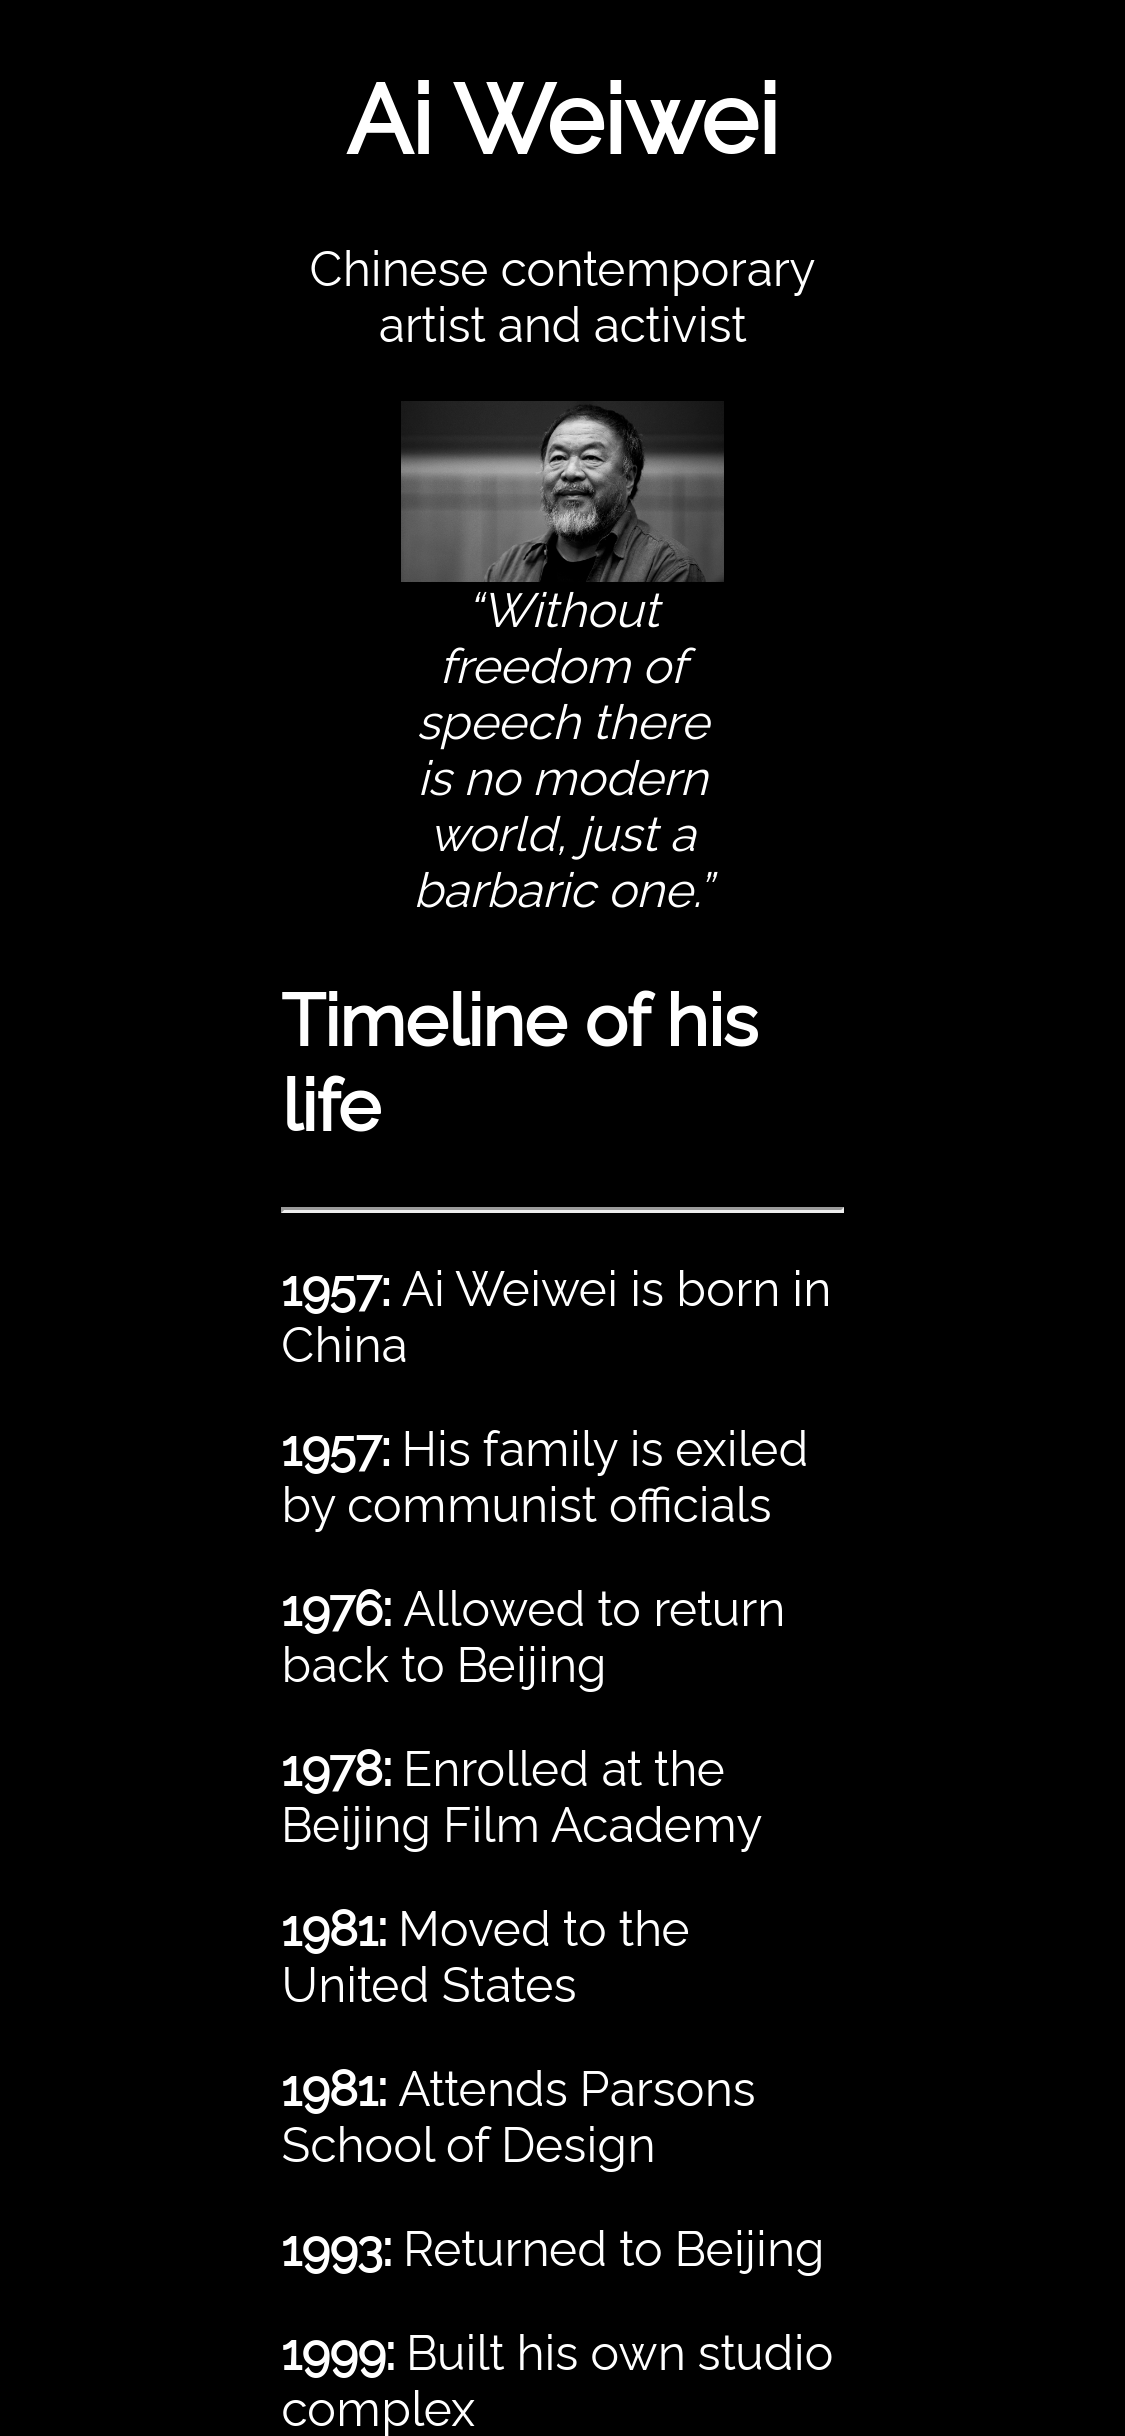 Ai Weiwei
Chinese contemporary
artist and activist
“Without
freedom of
speech there
is no modern
world, just a
barbaric one.”
Timeline of his
life
1957: Ai Weiwei is born in
China
1957: His family is exiled
by communist officials
1976: Allowed to return
back to Beijing
1978: Enrolled at the
Beijing Film Academy
1981: Moved to the
United States
1981: Attends Parsons
School of Design
1993: Returned to Beijing
1999: Built his own studio
complex